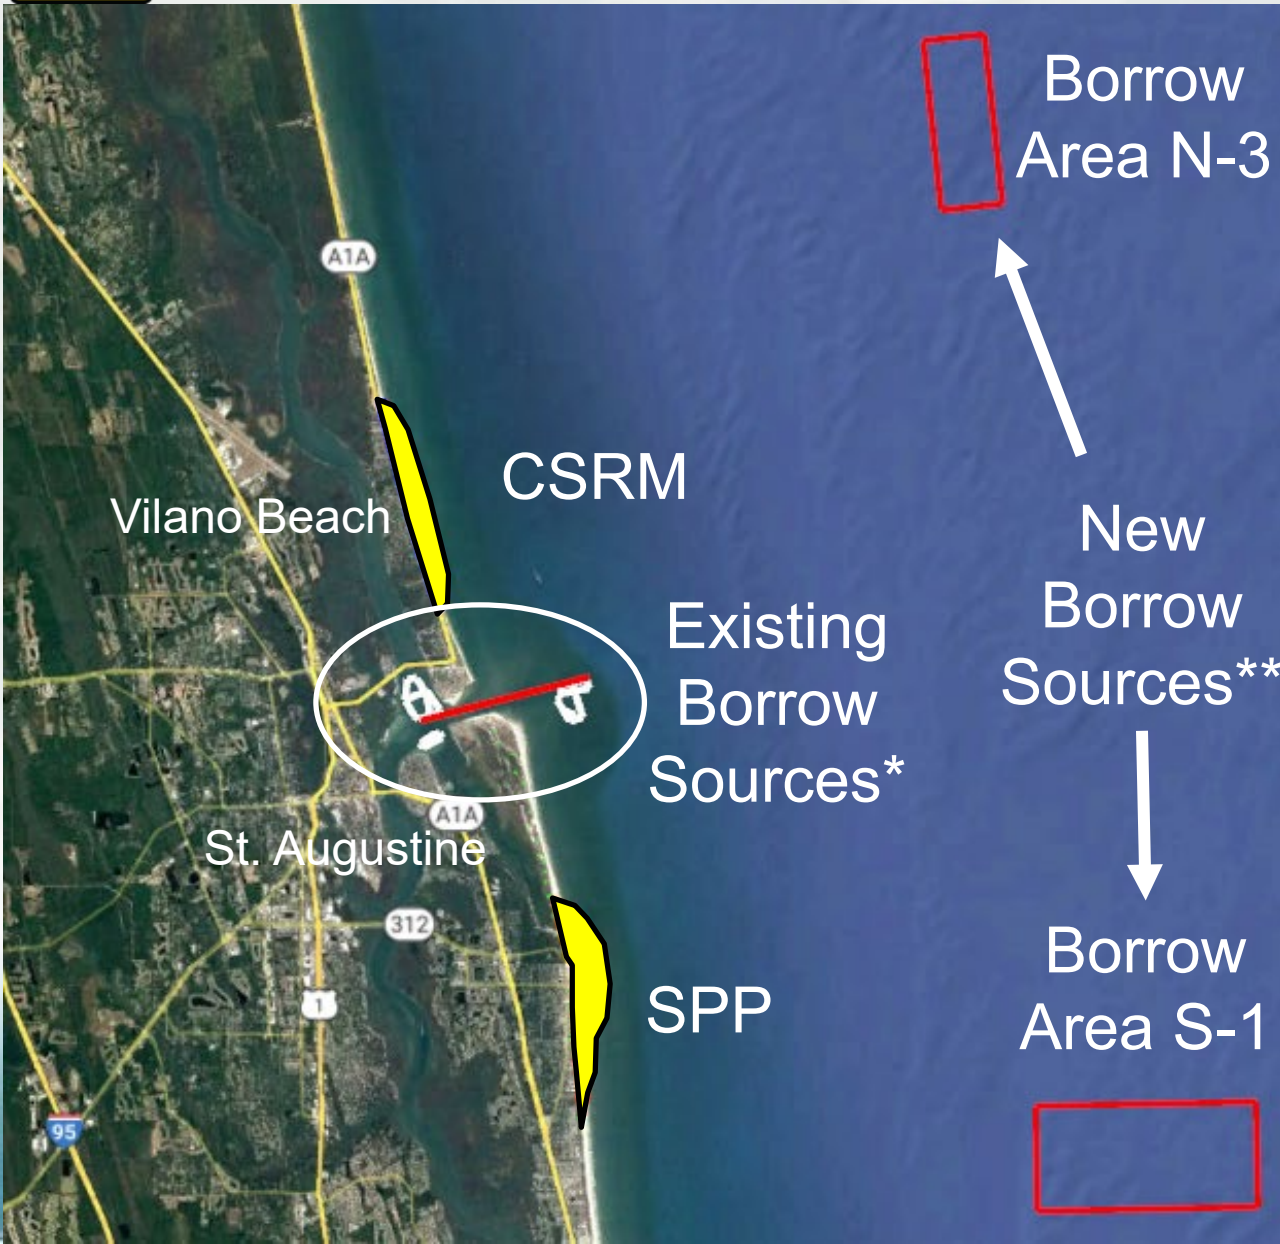 Borrow
Area N-3
A1A
CSRM
Vilano Beach
New
Borrow
Sources**
Existing
Borrow
Sources*
A1A
St. Augustine
312
Borrow
Area S-1
SPP
1
95